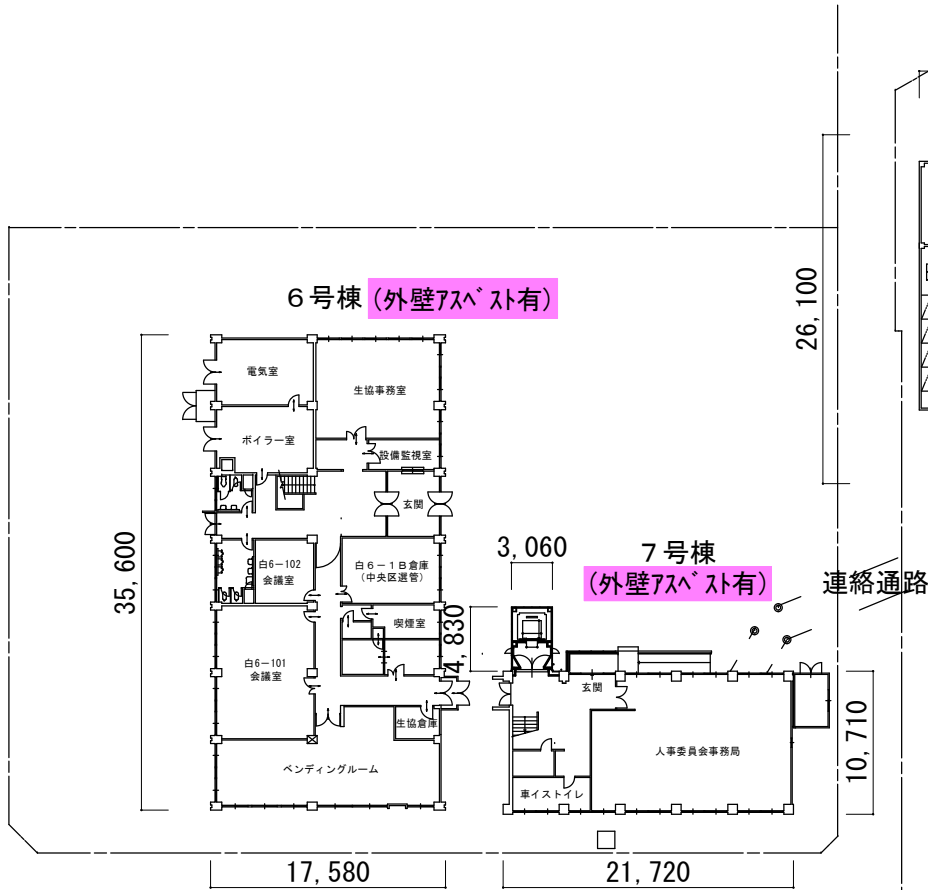 6号棟 (外壁ｱｽﾍﾞｽﾄ有)
26,100
電気室
生協事務室
ボイラー室
設備監視室
玄関
35,600
3,060
7号棟
(外壁ｱｽﾍﾞｽﾄ有)
連絡通路
白6-102
会議室
白6-1B倉庫
(中央区選管)
喫煙室
4,830
白6-101
会議室
玄関
生協倉庫
人事委員会事務局
10,710
ベンディングルーム
車イストイレ
17,580
21,720